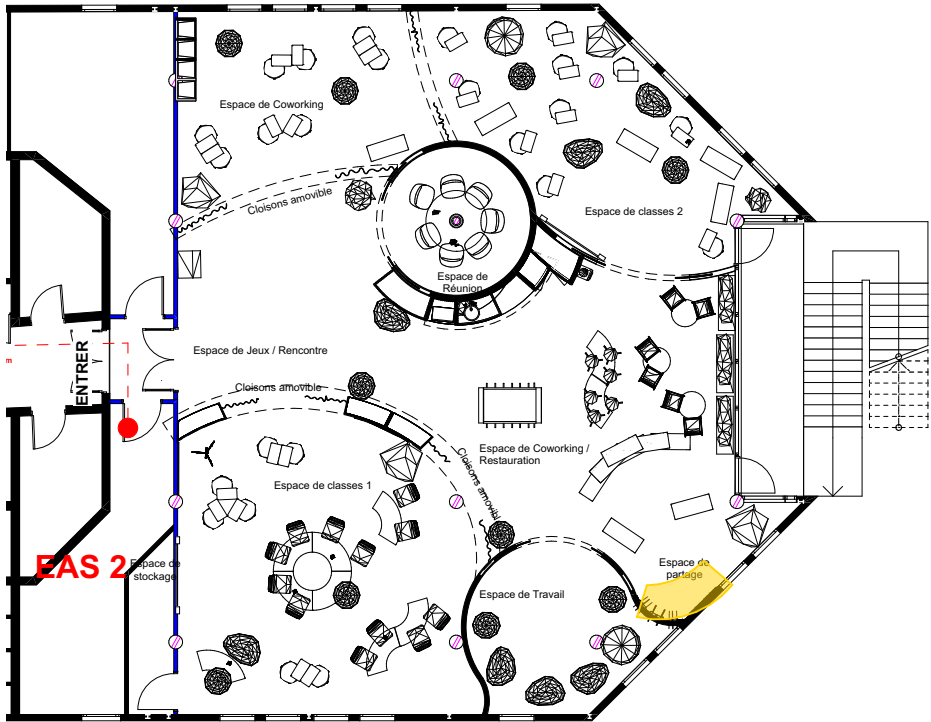 Espace de Coworking
Cloisons amovible
Espace de classes 2
Espace de
Réunion
m
ENTRER
Espace de Jeux / Rencontre
Cloisons amovible
Espace de Coworking /
Restauration
Cloisons amovibl
Espace de classes 1
EAS 2
Espace de
stockage
Espace de Travail
Espace de
partage